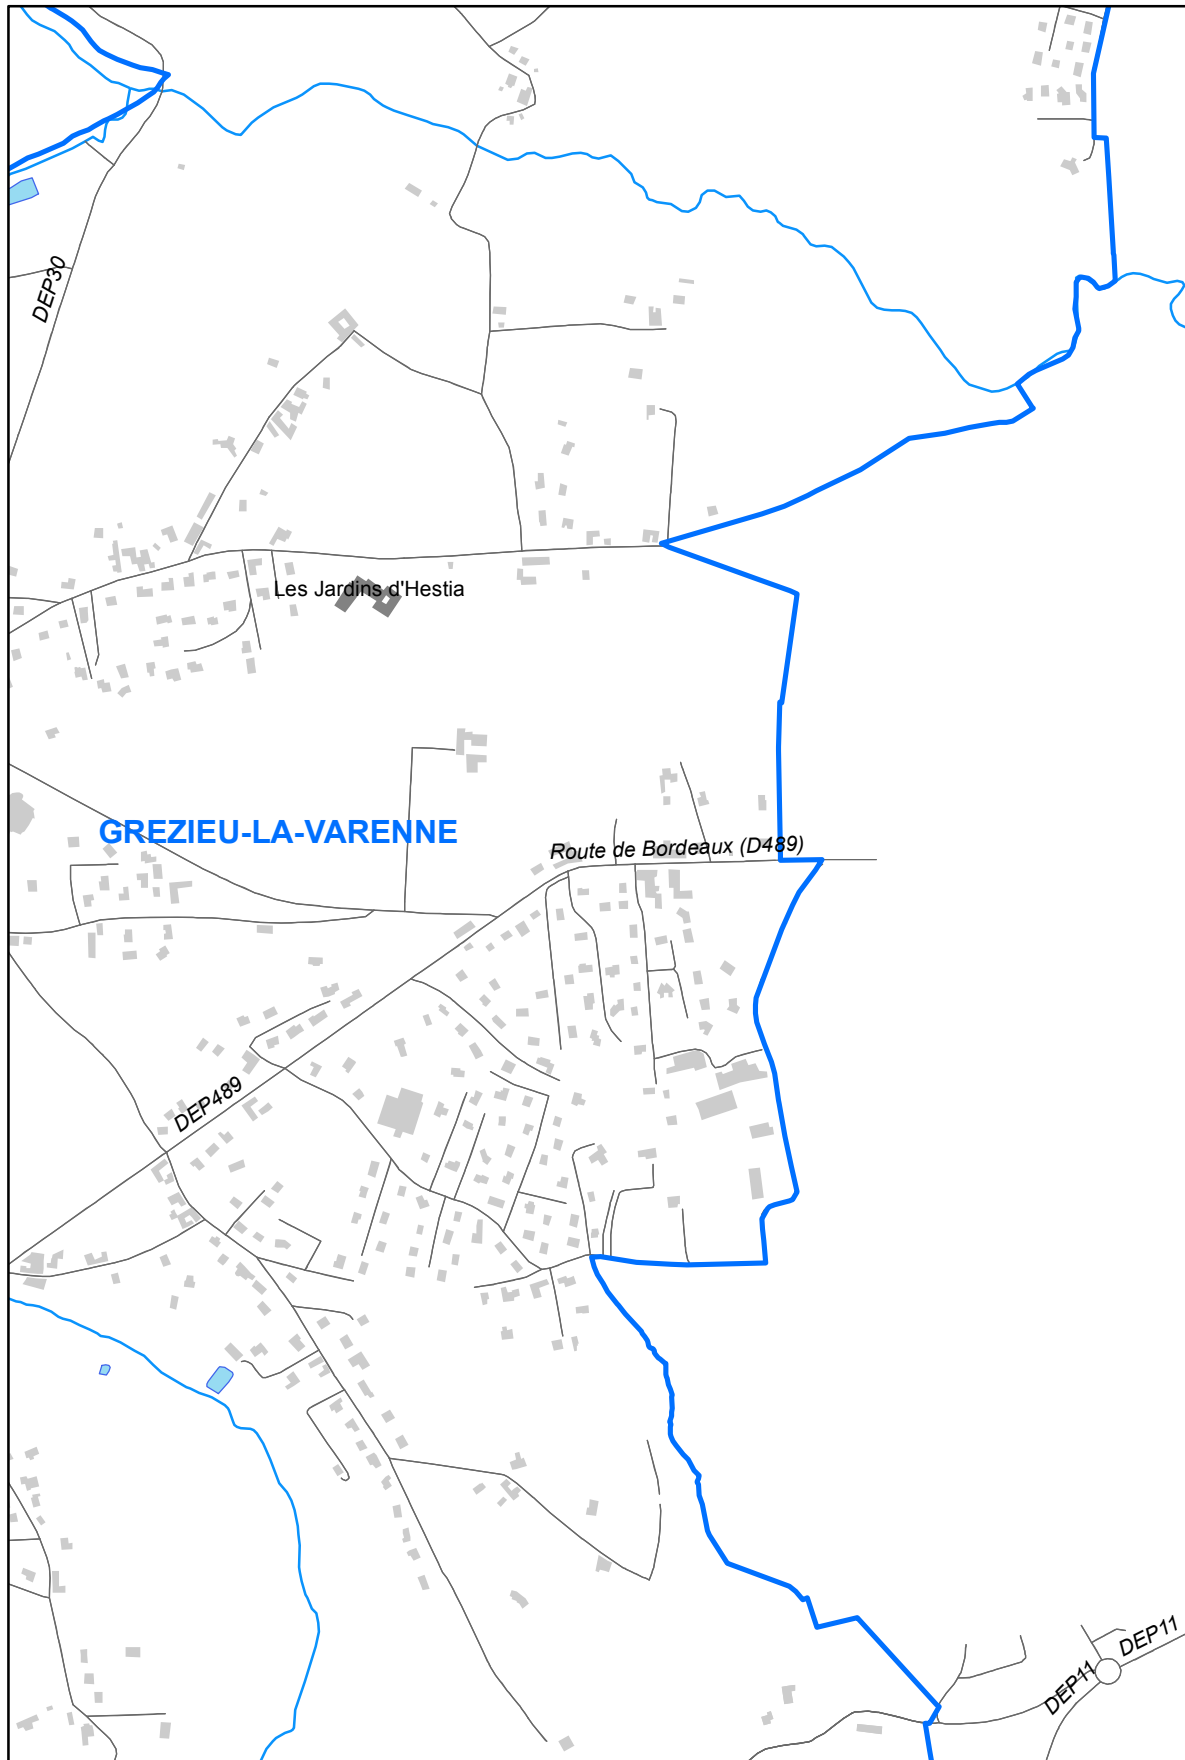 DEP30
Les Jardins d'Hestia
GREZIEU-LA-VARENNE
Route de Bordeaux (D489)
DEP489
DEP11
DEP11